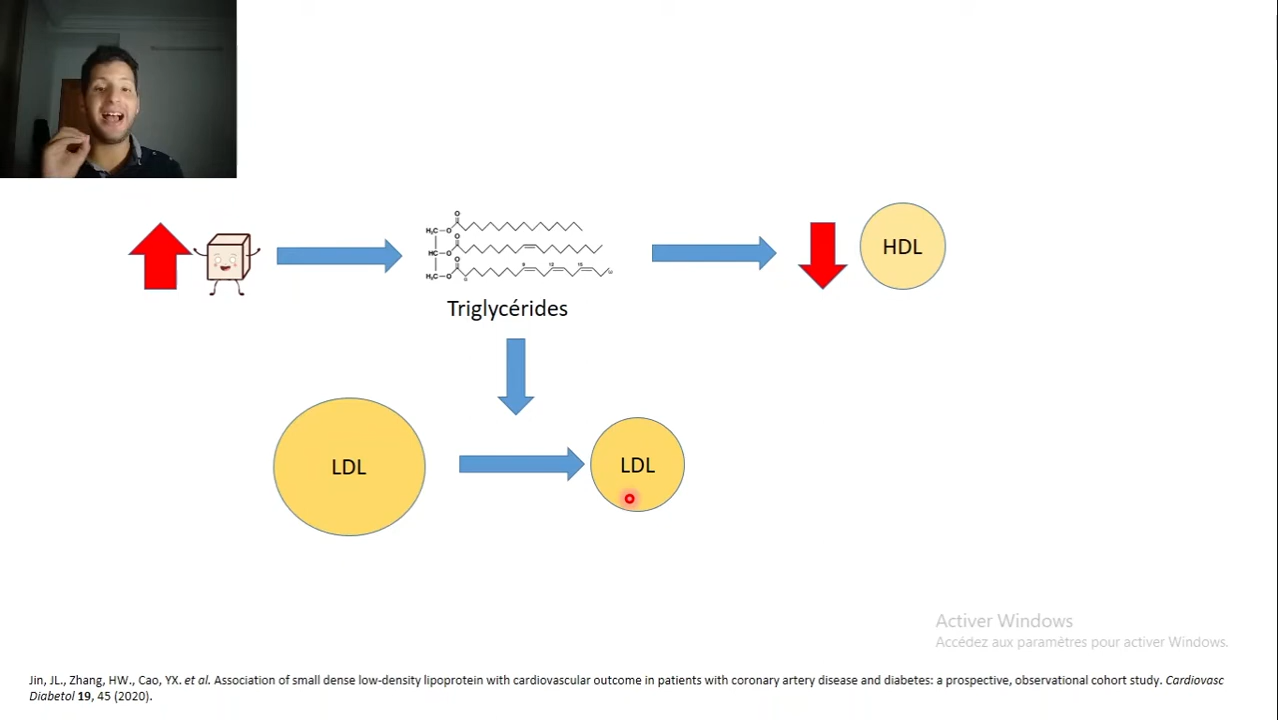 HDL
Triglycérides
LDL
LDL
Activer Windows
Accédez aux paramètres pour activer Windows.
Jin, JL., Zhang, HW., Cao, YX. et al. Association of small dense low-density lipoprotein with cardiovascular outcome in patients with coronary artery disease and diabetes: a prospective, observational cohort study. Cardiovasc
Diabetol 19, 45 (2020).